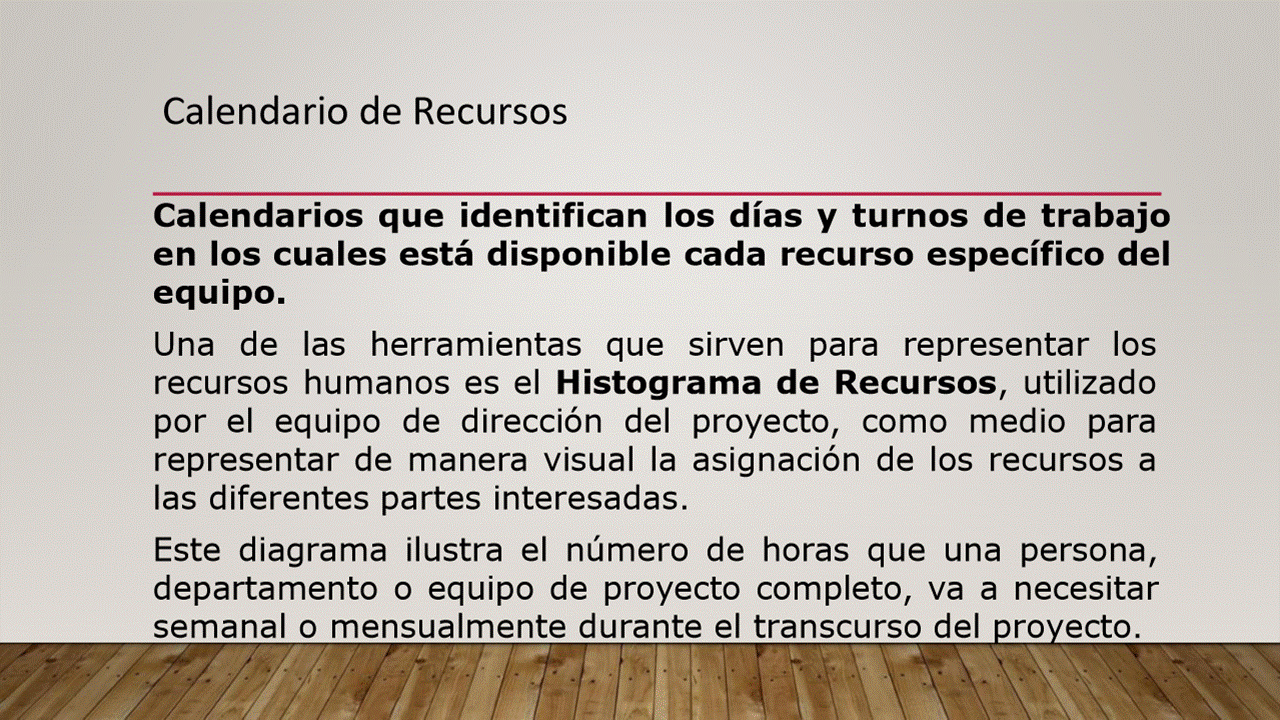 Calendario de Recursos
Calendarios que identifican los días y turnos de trabajo
en los cuales está disponible cada recurso específico del
equipo.
Una de las herramientas que sirven para representar los
recursos humanos es el Histograma de Recursos, utilizado
por el equipo de dirección del proyecto, como medio para
representar de manera visual la asignación de los recursos a
las diferentes partes interesadas.
Este diagrama ilustra el número de horas que una persona,
departamento o equipo de proyecto completo, va a necesitar
semanal o mensualmente durante el transcurso del proyecto.